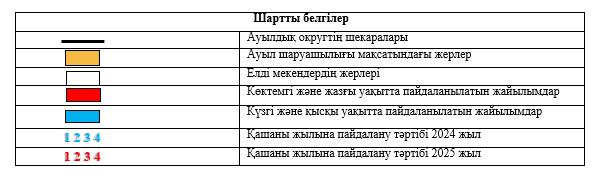 Шартты белгілер
Ауылдық округтің шекаралары
Ауыл шаруашылығы мақсатындағы жерлер
Елді мекендердің жерлері
Көктемгі және жазғы уақытта пайдаланылатын жайылымдар
Күзгі және қысқы уақытта пайдаланылатын жайылымдар
1 2 3 4 Қашаны жылына пайдалану тәртібі 2024 жыл
1 2 3 4 Қашаны жылына пайдалану тәртібі 2025 жыл